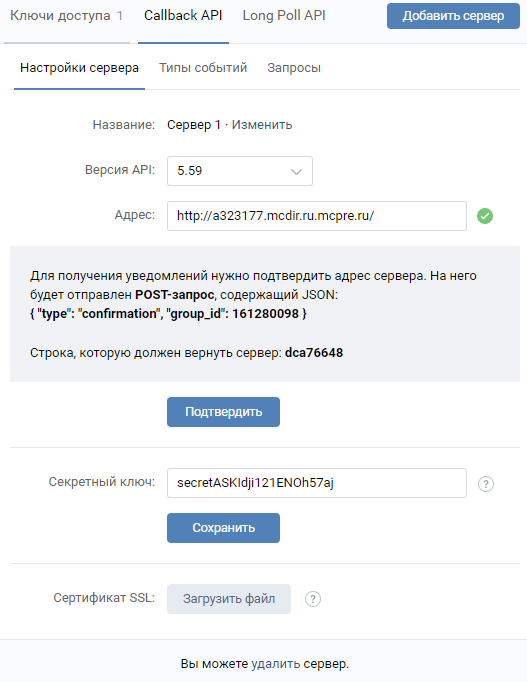 Ключи доступа 1 Callback API Long Poll API Добавить сервер
Настройки сервера Типы событий Запросы
Название: Сервер 1 · Изменить
Версия API: 5.59
Адрес: http://a323177.mcdir.ru.mcpre.ru/
Для получения уведомлений нужно подтвердить адрес сервера. На него
будет отправлен POST-запрос, содержащий JSON:
{ "type": "confirmation", "group_id": 161280098 }
Строка, которую должен вернуть сервер: dca76648
Подтвердить
Секретный ключ: secretASKIdji121ENOh57aj ?
Сохранить
Сертификат SSL: Загрузить файл ?
Вы можете удалить сервер.